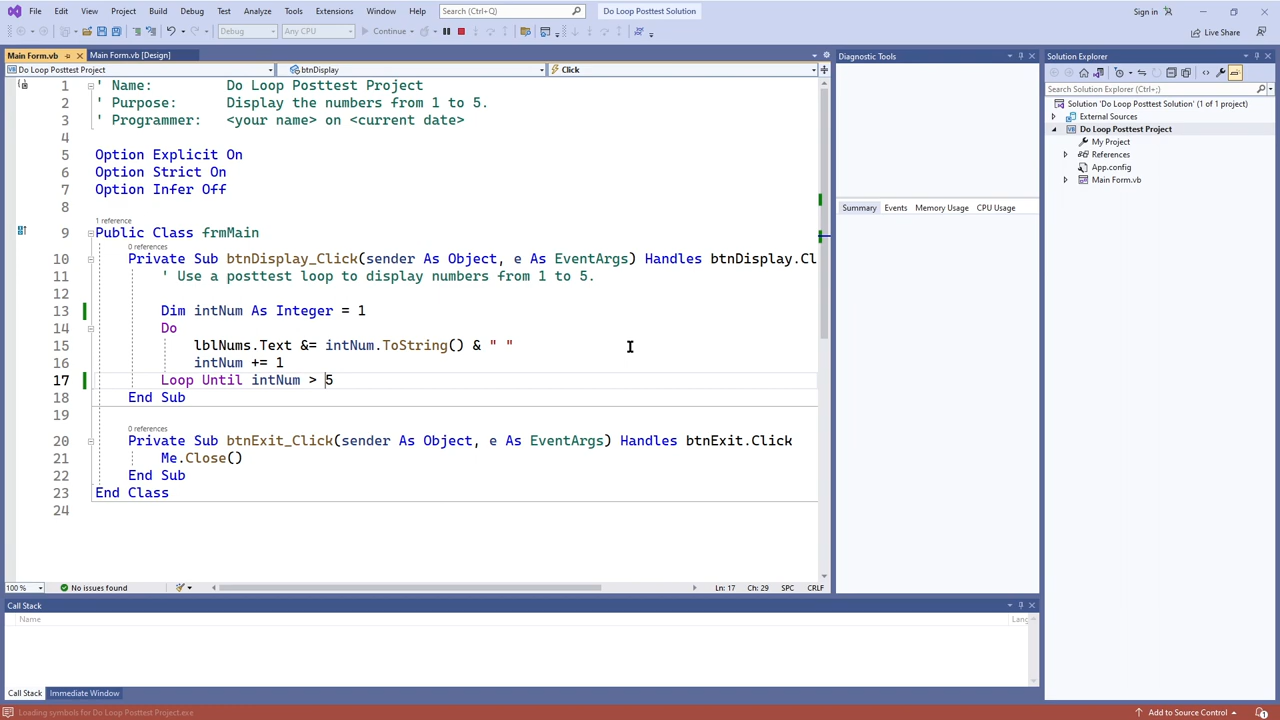 File Edit View Project Build Debug Test Analyze Tools Extensions Window Help Search (Ctrl+Q) Do Loop Posttest Solution Sign in
Debug Any CPU Continue Live Share
Main Form.vb Main Form.vb [Design]
Do Loop Posttest Project btnDisplay Click
1 ' Name: Do Loop Posttest Project
2 ' Purpose: Display the numbers from 1 to 5.
3 ' Programmer: <your name> on <current date>
4
5 Option Explicit On
6 Option Strict On
7 Option Infer Off
8
1 reference
9 Public Class frmMain
0 references
10 Private Sub btnDisplay_Click(sender As Object, e As EventArgs) Handles btnDisplay.Cl
11 ' Use a posttest loop to display numbers from 1 to 5.
12
13 Dim intNum As Integer = 1
14 Do
15 lblNums.Text &= intNum.ToString() & " "
16 intNum += 1
17 Loop Until intNum > 5
18 End Sub
19
0 references
20 Private Sub btnExit_Click(sender As Object, e As EventArgs) Handles btnExit.Click
21 Me.Close()
22 End Sub
23 End Class
24
100 % No issues found Ln: 17 Ch: 29 SPC CRLF
Diagnostic Tools
Summary Events Memory Usage CPU Usage
Solution Explorer
Search Solution Explorer (Ctrl+;)
Solution 'Do Loop Posttest Solution' (1 of 1 project)
External Sources
Do Loop Posttest Project
My Project
References
App.config
Main Form.vb
Call Stack
Name Lang
Call Stack Immediate Window
Loading symbols for Do Loop Posttest Project.exe Add to Source Control 1